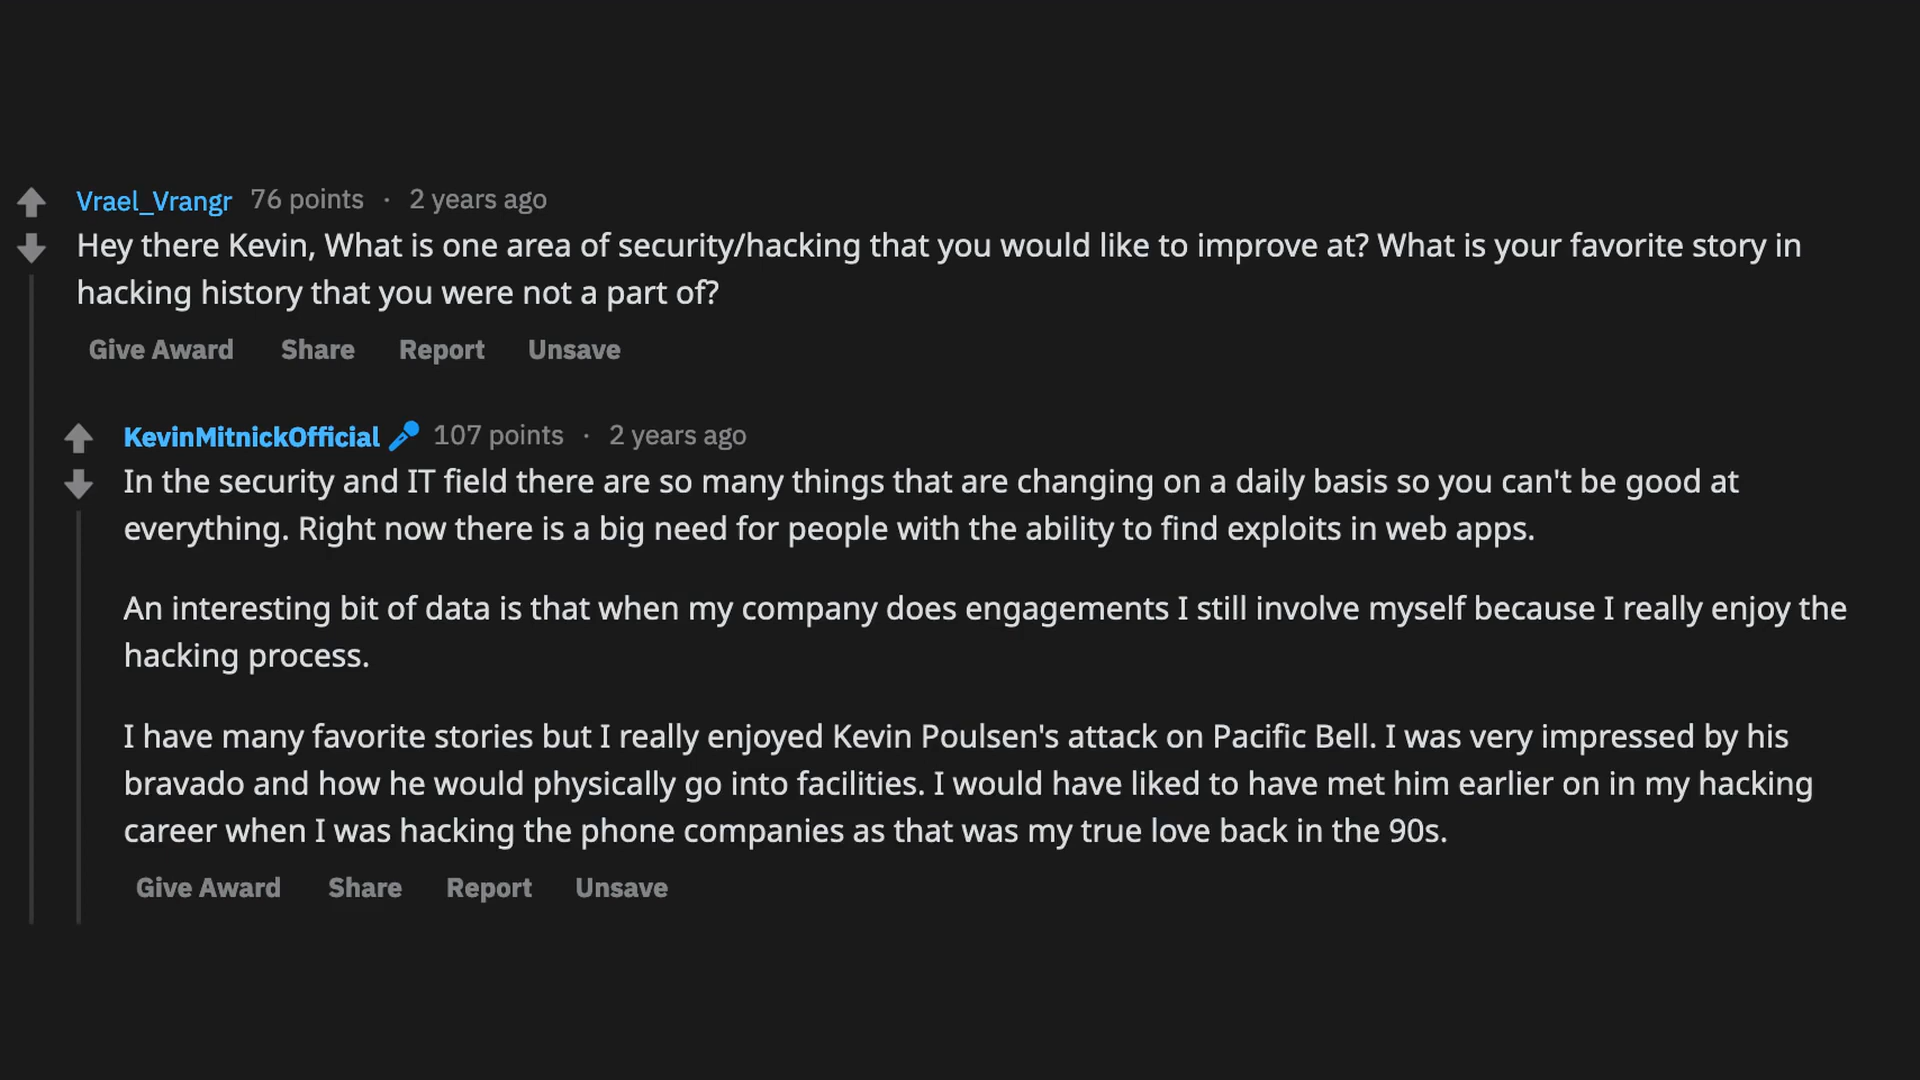 Vrael_Vrangr 76 points · 2 years ago
Hey there Kevin, What is one area of security/hacking that you would like to improve at? What is your favorite story in
hacking history that you were not a part of?
Give Award Share Report Unsave
KevinMitnickOfficial 107 points · 2 years ago
In the security and IT field there are so many things that are changing on a daily basis so you can't be good at
everything. Right now there is a big need for people with the ability to find exploits in web apps.
An interesting bit of data is that when my company does engagements I still involve myself because I really enjoy the
hacking process.
I have many favorite stories but I really enjoyed Kevin Poulsen's attack on Pacific Bell. I was very impressed by his
bravado and how he would physically go into facilities. I would have liked to have met him earlier on in my hacking
career when I was hacking the phone companies as that was my true love back in the 90s.
Give Award Share Report Unsave